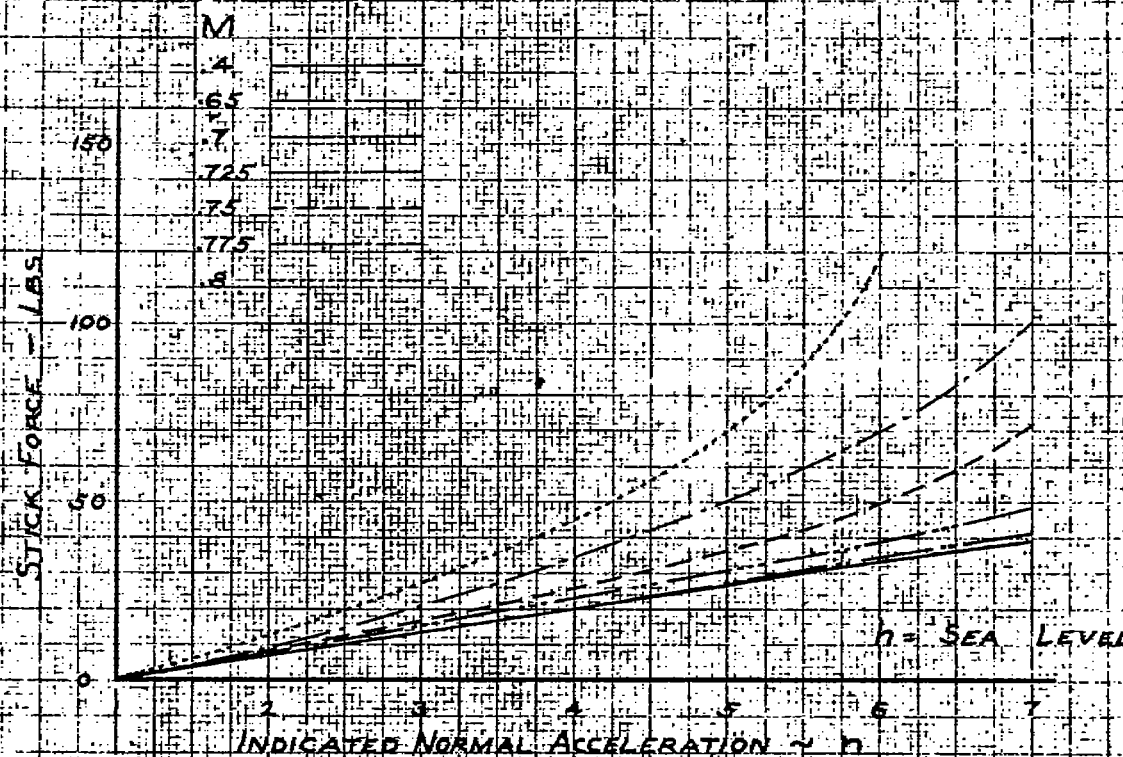 M
.4
.65
.7
.725
.75
.775
.8
150
100
50
0
STICK FORCE — LBS
h = SEA LEVEL
2 3 4 5 6 7
INDICATED NORMAL ACCELERATION ~ n